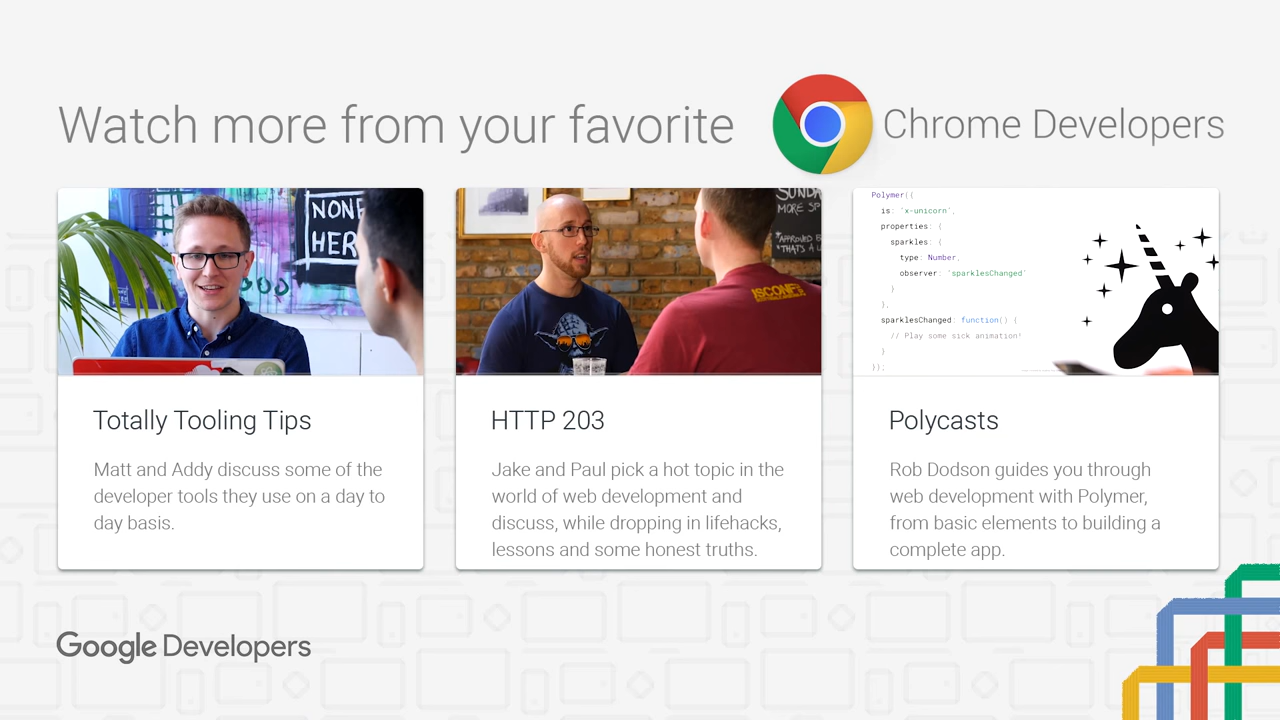 Watch more from your favorite
Chrome Developers
NONE
HER
SUNDA
MORE SP
*APPROVED B
*THAT'S A L
ISCONF
Polymer({
is: 'x-unicorn',
properties: {
sparkles: {
type: Number,
observer: 'sparklesChanged'
}
},
sparklesChanged: function() {
// Play some sick animation!
}
});
Totally Tooling Tips
Matt and Addy discuss some of the
developer tools they use on a day to
day basis.
HTTP 203
Jake and Paul pick a hot topic in the
world of web development and
discuss, while dropping in lifehacks,
lessons and some honest truths.
Polycasts
Rob Dodson guides you through
web development with Polymer,
from basic elements to building a
complete app.
Google Developers